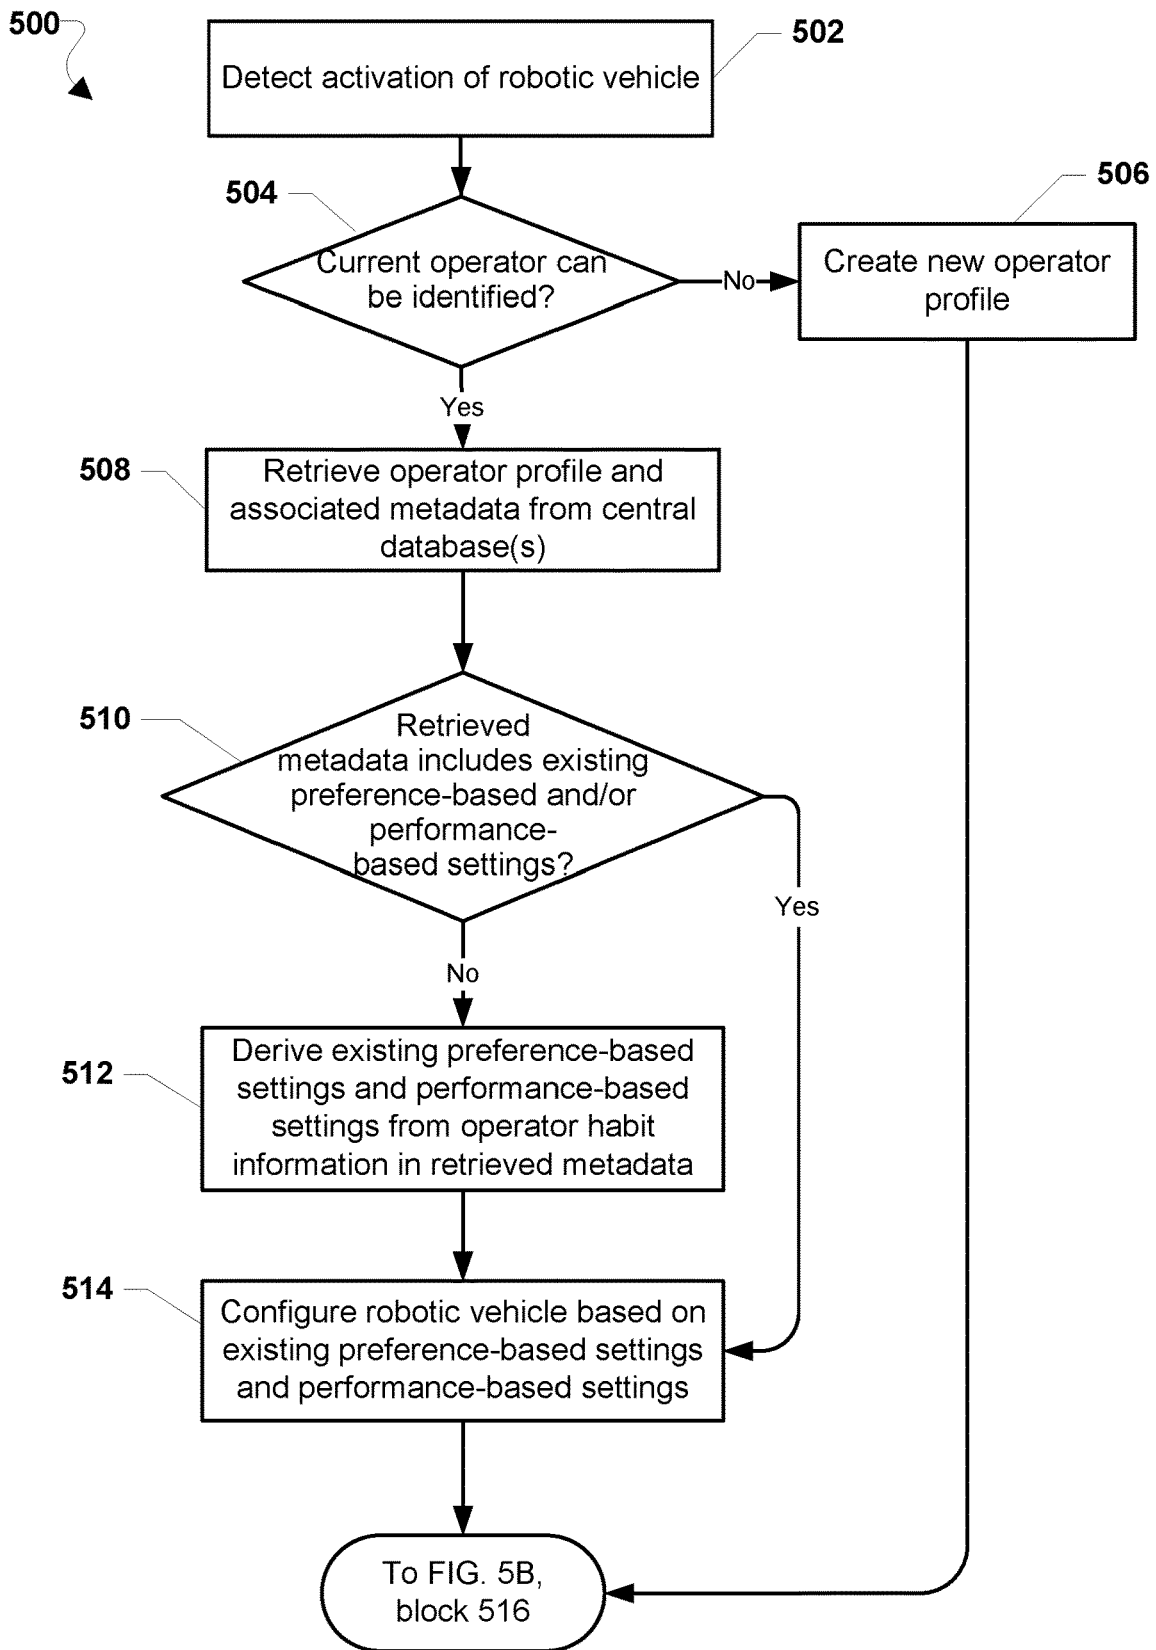 500
502
Detect activation of robotic vehicle
504
506
Current operator can
be identified?
No
Create new operator
profile
Yes
508
Retrieve operator profile and
associated metadata from central
database(s)
510
Retrieved
metadata includes existing
preference-based and/or
performance-
based settings?
Yes
No
512
Derive existing preference-based
settings and performance-based
settings from operator habit
information in retrieved metadata
514
Configure robotic vehicle based on
existing preference-based settings
and performance-based settings
To FIG. 5B,
block 516